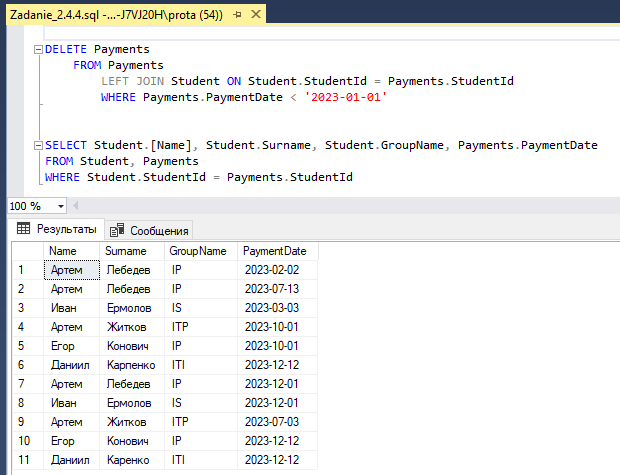 Zadanie_2.4.4.sql -...-J7VJ20H\prota (54))
DELETE Payments
FROM Payments
LEFT JOIN Student ON Student.StudentId = Payments.StudentId
WHERE Payments.PaymentDate < '2023-01-01'
SELECT Student.[Name], Student.Surname, Student.GroupName, Payments.PaymentDate
FROM Student, Payments
WHERE Student.StudentId = Payments.StudentId
100 %
Результаты Сообщения
Name Surname GroupName PaymentDate
1 Артем Лебедев IP 2023-02-02
2 Артем Лебедев IP 2023-07-13
3 Иван Ермолов IS 2023-03-03
4 Артем Житков ITP 2023-10-01
5 Егор Конович IP 2023-10-01
6 Даниил Карпенко ITI 2023-12-12
7 Артем Лебедев IP 2023-12-01
8 Иван Ермолов IS 2023-12-01
9 Артем Житков ITP 2023-07-03
10 Егор Конович IP 2023-12-12
11 Даниил Каренко ITI 2023-12-12